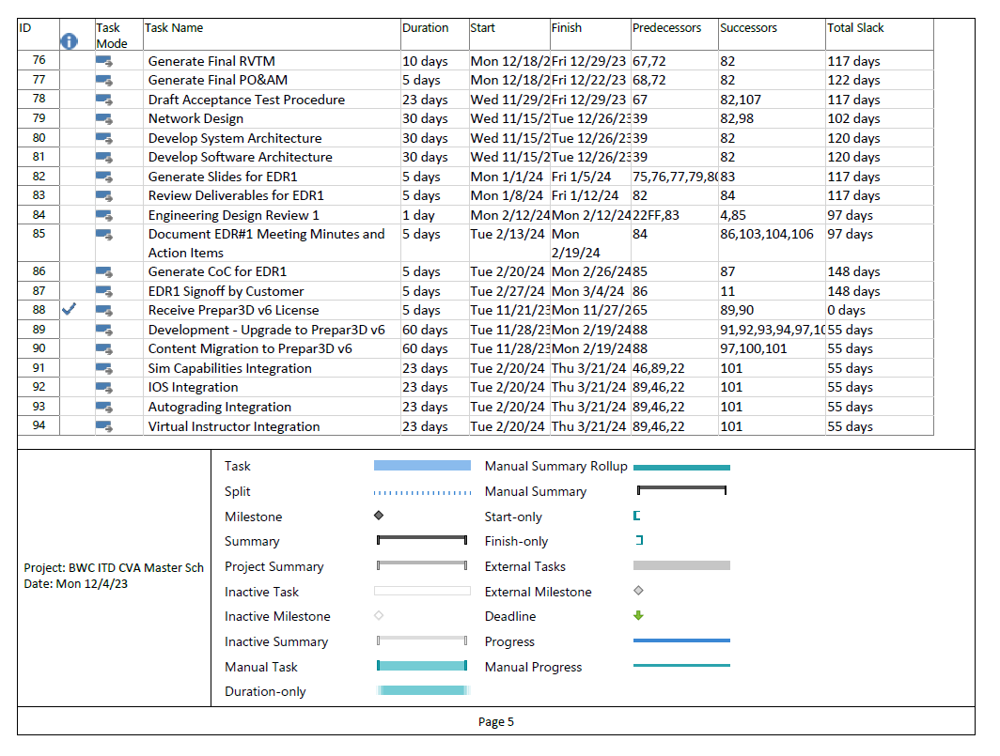 ID Task Mode Task Name Duration Start Finish Predecessors Successors Total Slack
76 Generate Final RVTM 10 days Mon 12/18/2 Fri 12/29/23 67,72 82 117 days
77 Generate Final PO&AM 5 days Mon 12/18/2 Fri 12/22/23 68,72 82 122 days
78 Draft Acceptance Test Procedure 23 days Wed 11/29/2 Fri 12/29/23 67 82,107 117 days
79 Network Design 30 days Wed 11/15/2 Tue 12/26/23 39 82,98 102 days
80 Develop System Architecture 30 days Wed 11/15/2 Tue 12/26/23 39 82 120 days
81 Develop Software Architecture 30 days Wed 11/15/2 Tue 12/26/23 39 82 120 days
82 Generate Slides for EDR1 5 days Mon 1/1/24 Fri 1/5/24 75,76,77,79,80 83 117 days
83 Review Deliverables for EDR1 5 days Mon 1/8/24 Fri 1/12/24 82 84 117 days
84 Engineering Design Review 1 1 day Mon 2/12/24 Mon 2/12/24 22FF,83 4,85 97 days
85 Document EDR#1 Meeting Minutes and Action Items 5 days Tue 2/13/24 Mon 2/19/24 84 86,103,104,106 97 days
86 Generate CoC for EDR1 5 days Tue 2/20/24 Mon 2/26/24 85 87 148 days
87 EDR1 Signoff by Customer 5 days Tue 2/27/24 Mon 3/4/24 86 11 148 days
88 Receive Prepar3D v6 License 5 days Tue 11/21/23 Mon 11/27/2 65 89,90 0 days
89 Development - Upgrade to Prepar3D v6 60 days Tue 11/28/23 Mon 2/19/24 88 91,92,93,94,97,10 55 days
90 Content Migration to Prepar3D v6 60 days Tue 11/28/23 Mon 2/19/24 88 97,100,101 55 days
91 Sim Capabilities Integration 23 days Tue 2/20/24 Thu 3/21/24 46,89,22 101 55 days
92 IOS Integration 23 days Tue 2/20/24 Thu 3/21/24 89,46,22 101 55 days
93 Autograding Integration 23 days Tue 2/20/24 Thu 3/21/24 89,46,22 101 55 days
94 Virtual Instructor Integration 23 days Tue 2/20/24 Thu 3/21/24 89,46,22 101 55 days
Project: BWC ITD CVA Master Sch
Date: Mon 12/4/23
Task
Split
Milestone
Summary
Project Summary
Inactive Task
Inactive Milestone
Inactive Summary
Manual Task
Duration-only
Manual Summary Rollup
Manual Summary
Start-only
Finish-only
External Tasks
External Milestone
Deadline
Progress
Manual Progress
Page 5